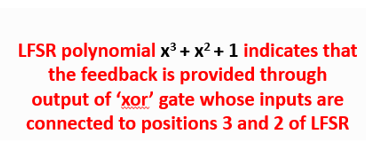 LFSR polynomial x³ + x² + 1 indicates that
the feedback is provided through
output of ‘xor’ gate whose inputs are
connected to positions 3 and 2 of LFSR